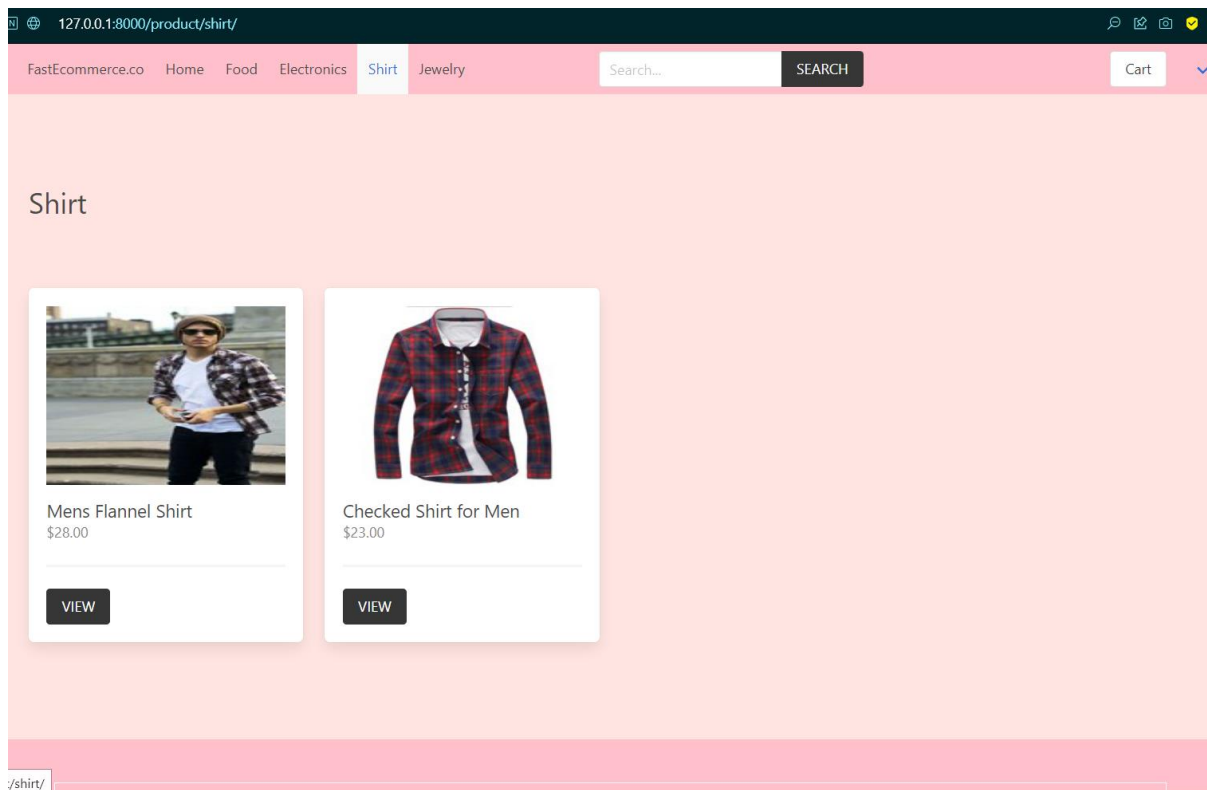 127.0.0.1:8000/product/shirt/
FastEcommerce.co Home Food Electronics Shirt Jewelry Search... SEARCH Cart
Shirt
Mens Flannel Shirt
$28.00
VIEW
Checked Shirt for Men
$23.00
VIEW
:/shirt/